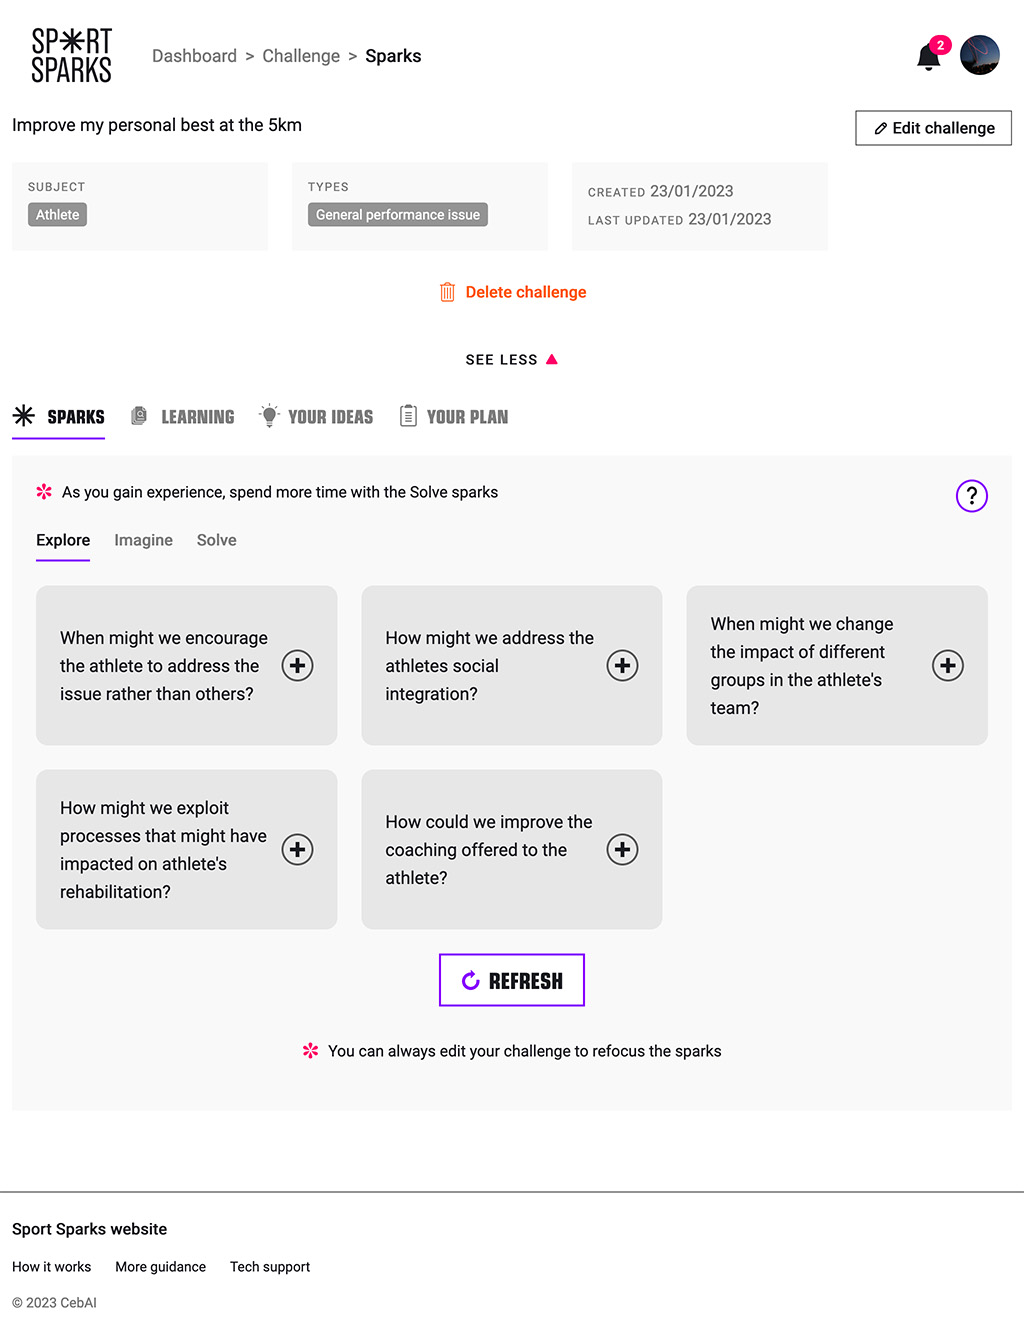 SPORT
SPARKS
Dashboard > Challenge > Sparks
2
Improve my personal best at the 5km
Edit challenge
SUBJECT
Athlete
TYPES
General performance issue
CREATED 23/01/2023
LAST UPDATED 23/01/2023
Delete challenge
SEE LESS
SPARKS
LEARNING
YOUR IDEAS
YOUR PLAN
As you gain experience, spend more time with the Solve sparks
?
Explore
Imagine
Solve
When might we encourage
the athlete to address the
issue rather than others?
How might we address the
athletes social
integration?
When might we change
the impact of different
groups in the athlete's
team?
How might we exploit
processes that might have
impacted on athlete's
rehabilitation?
How could we improve the
coaching offered to the
athlete?
REFRESH
You can always edit your challenge to refocus the sparks
Sport Sparks website
How it works
More guidance
Tech support
© 2023 CebAI